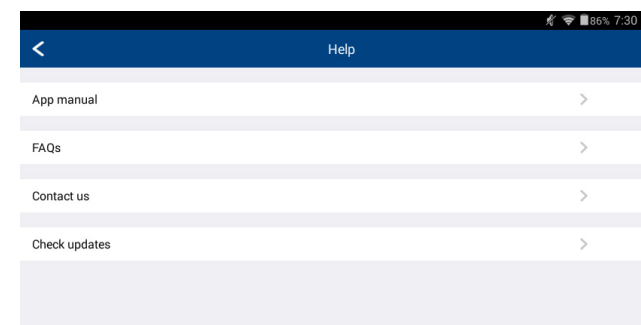 86% 7:30
Help
App manual
FAQs
Contact us
Check updates